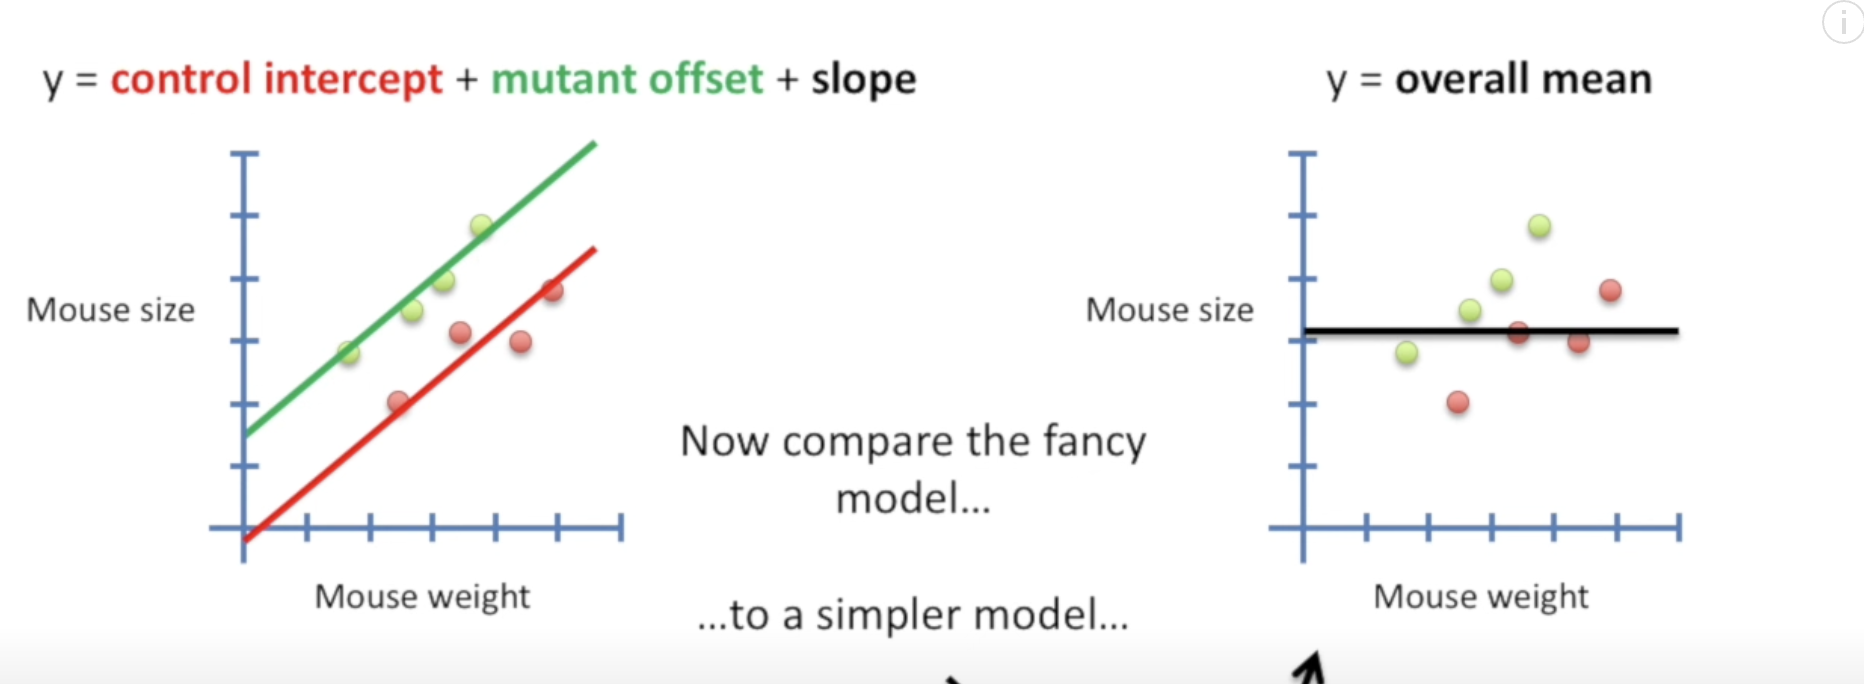 y = control intercept + mutant offset + slope
y = overall mean
Mouse size
Mouse size
Now compare the fancy
model...
Mouse weight
Mouse weight
...to a simpler model...
i